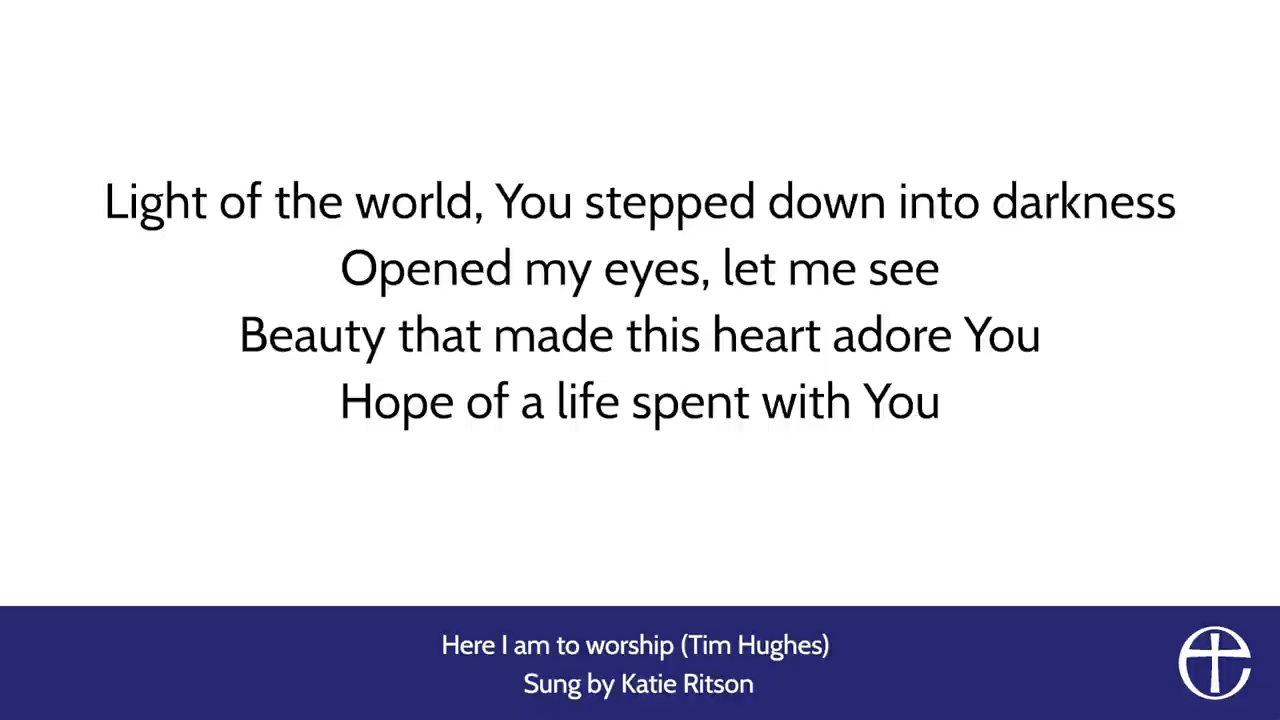 Light of the world, You stepped down into darkness
Opened my eyes, let me see
Beauty that made this heart adore You
Hope of a life spent with You
Here I am to worship (Tim Hughes)
Sung by Katie Ritson